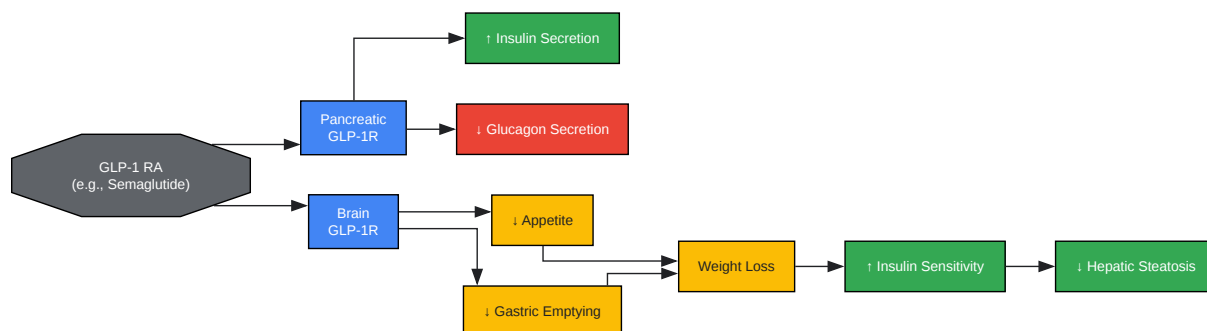 ↑ Insulin Secretion
Pancreatic
GLP-1R
↓ Glucagon Secretion
GLP-1 RA
(e.g., Semaglutide)
Brain
GLP-1R
↓ Appetite
Weight Loss
↑ Insulin Sensitivity
↓ Hepatic Steatosis
↓ Gastric Emptying